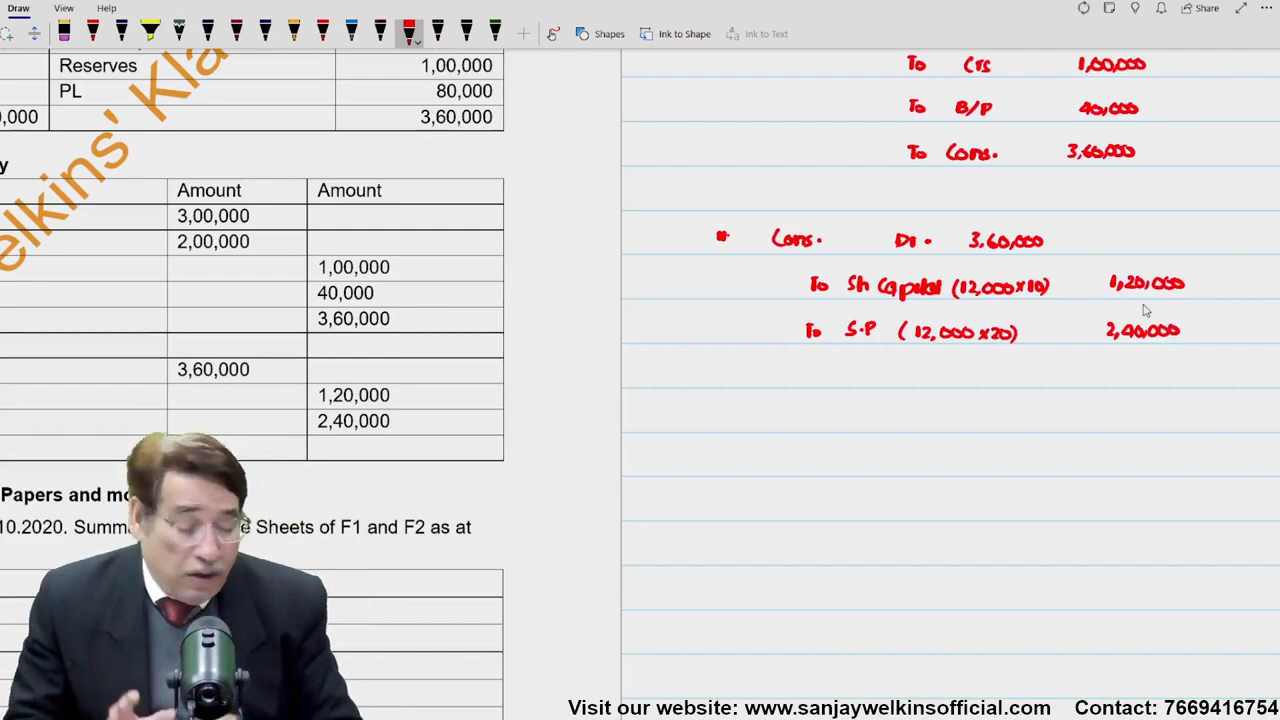 Draw View Help
Share
Shapes Ink to Shape Ink to Text
Reserves 1,00,000
PL 80,000
0,000 3,60,000
y
Amount Amount
3,00,000
2,00,000
1,00,000
40,000
3,60,000
3,60,000
1,20,000
2,40,000
elkins' Kla
Papers and mo
10.2020. Summa e Sheets of F1 and F2 as at
To Crs 1,00,000
To B/P 40,000
To Cons. 3,60,000
Cons. Dr. 3,60,000
To Sh Capital (12,000×10) 1,20,000
To S.P (12,000×20) 2,40,000
Visit our website: www.sanjaywelkinsofficial.com Contact: 7669416754